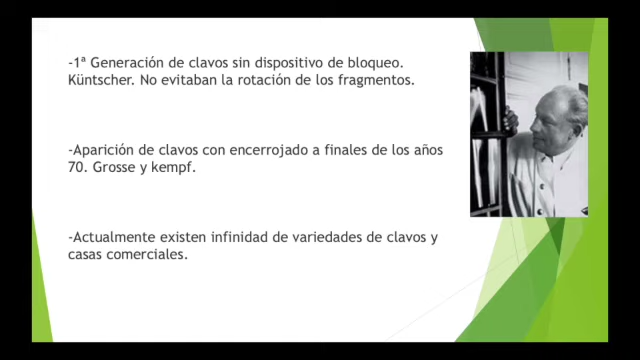 -1ª Generación de clavos sin dispositivo de bloqueo.
Küntscher. No evitaban la rotación de los fragmentos.
-Aparición de clavos con encerrojado a finales de los años
70. Grosse y kempf.
-Actualmente existen infinidad de variedades de clavos y
casas comerciales.